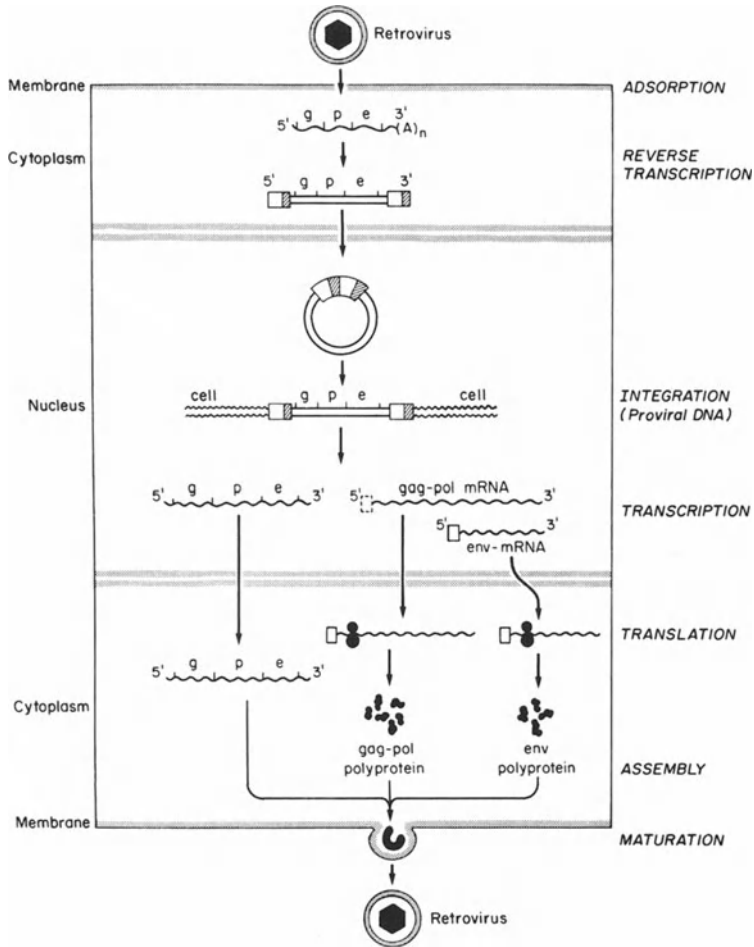 Retrovirus
Membrane
ADSORPTION
g p e 3'
5' (A)n
Cytoplasm
REVERSE
TRANSCRIPTION
5' g p e 3'
cell g p e cell
Nucleus
INTEGRATION
(Proviral DNA)
5' g p e 3'
5' gag-pol mRNA 3'
TRANSCRIPTION
5' 3'
env-mRNA
TRANSLATION
5' g p e 3'
Cytoplasm
gag-pol
polyprotein
env
polyprotein
ASSEMBLY
Membrane
MATURATION
Retrovirus